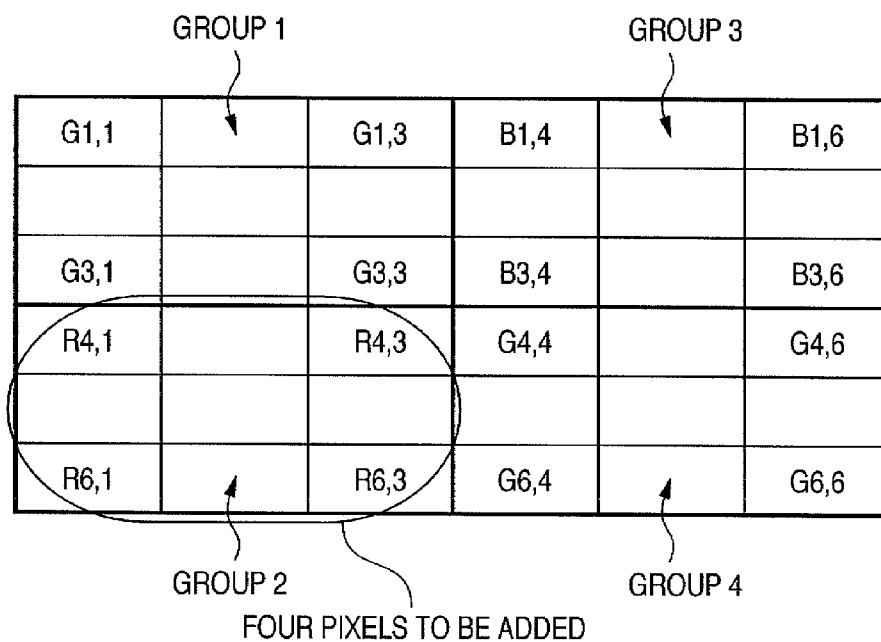 GROUP 1 GROUP 3
G1,1 G1,3 B1,4 B1,6
G3,1 G3,3 B3,4 B3,6
R4,1 R4,3 G4,4 G4,6
R6,1 R6,3 G6,4 G6,6
GROUP 2 GROUP 4
FOUR PIXELS TO BE ADDED